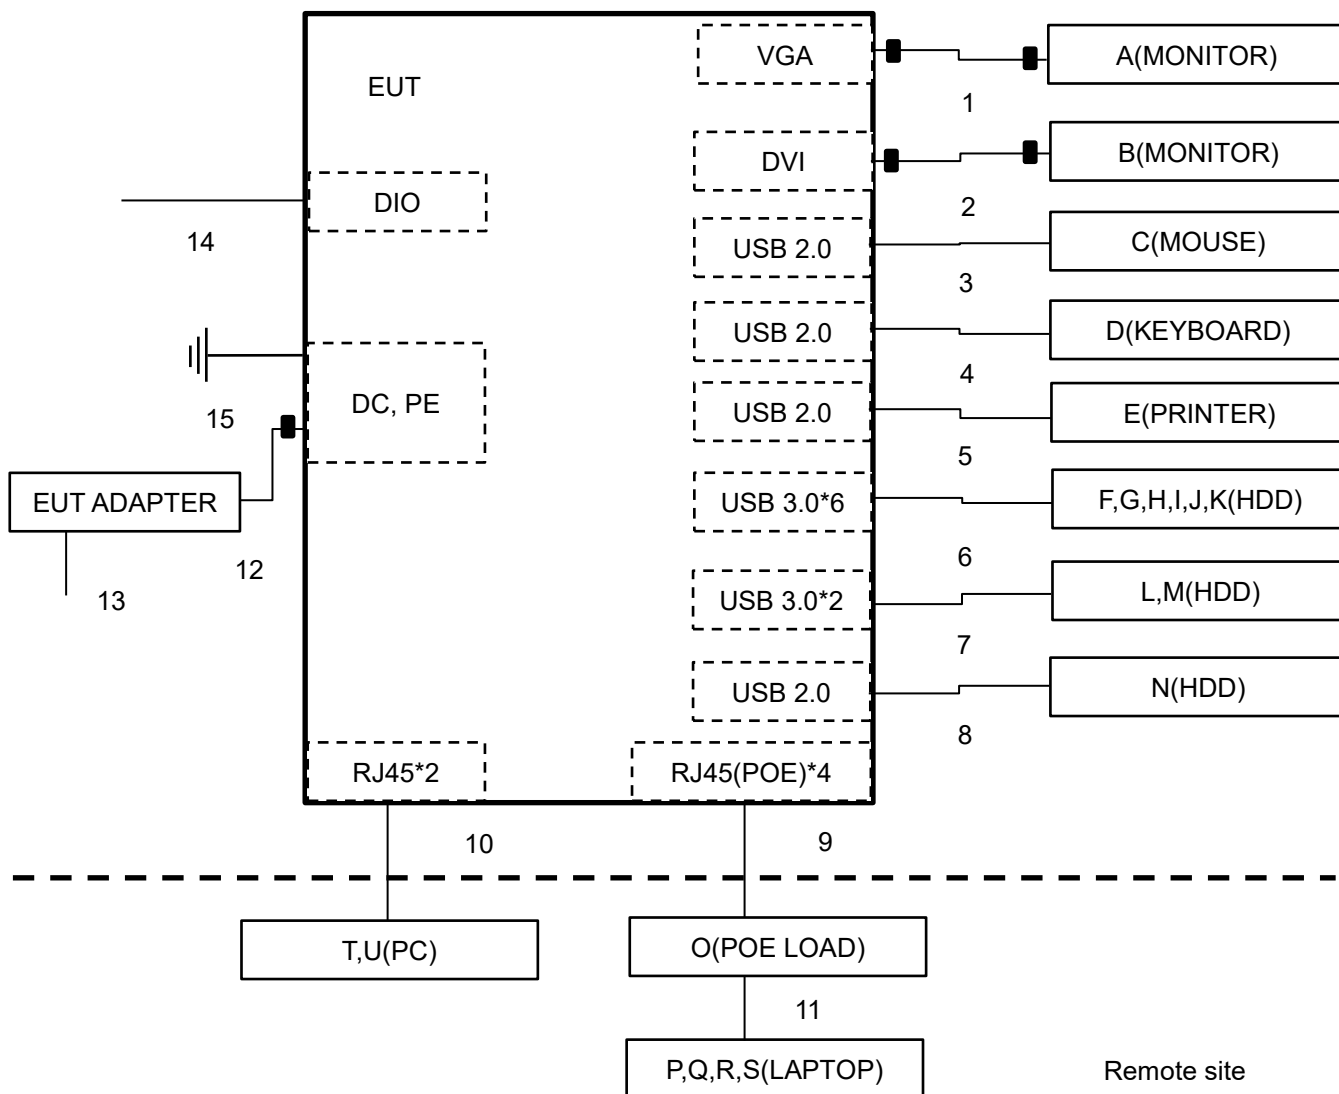 VGA
A(MONITOR)
EUT
1
DVI
B(MONITOR)
DIO
2
14
USB 2.0
C(MOUSE)
3
USB 2.0
D(KEYBOARD)
4
DC, PE
15
USB 2.0
E(PRINTER)
5
EUT ADAPTER
12
USB 3.0*6
F,G,H,I,J,K(HDD)
6
13
USB 3.0*2
L,M(HDD)
7
USB 2.0
N(HDD)
8
RJ45*2
RJ45(POE)*4
10
9
T,U(PC)
O(POE LOAD)
11
P,Q,R,S(LAPTOP)
Remote site